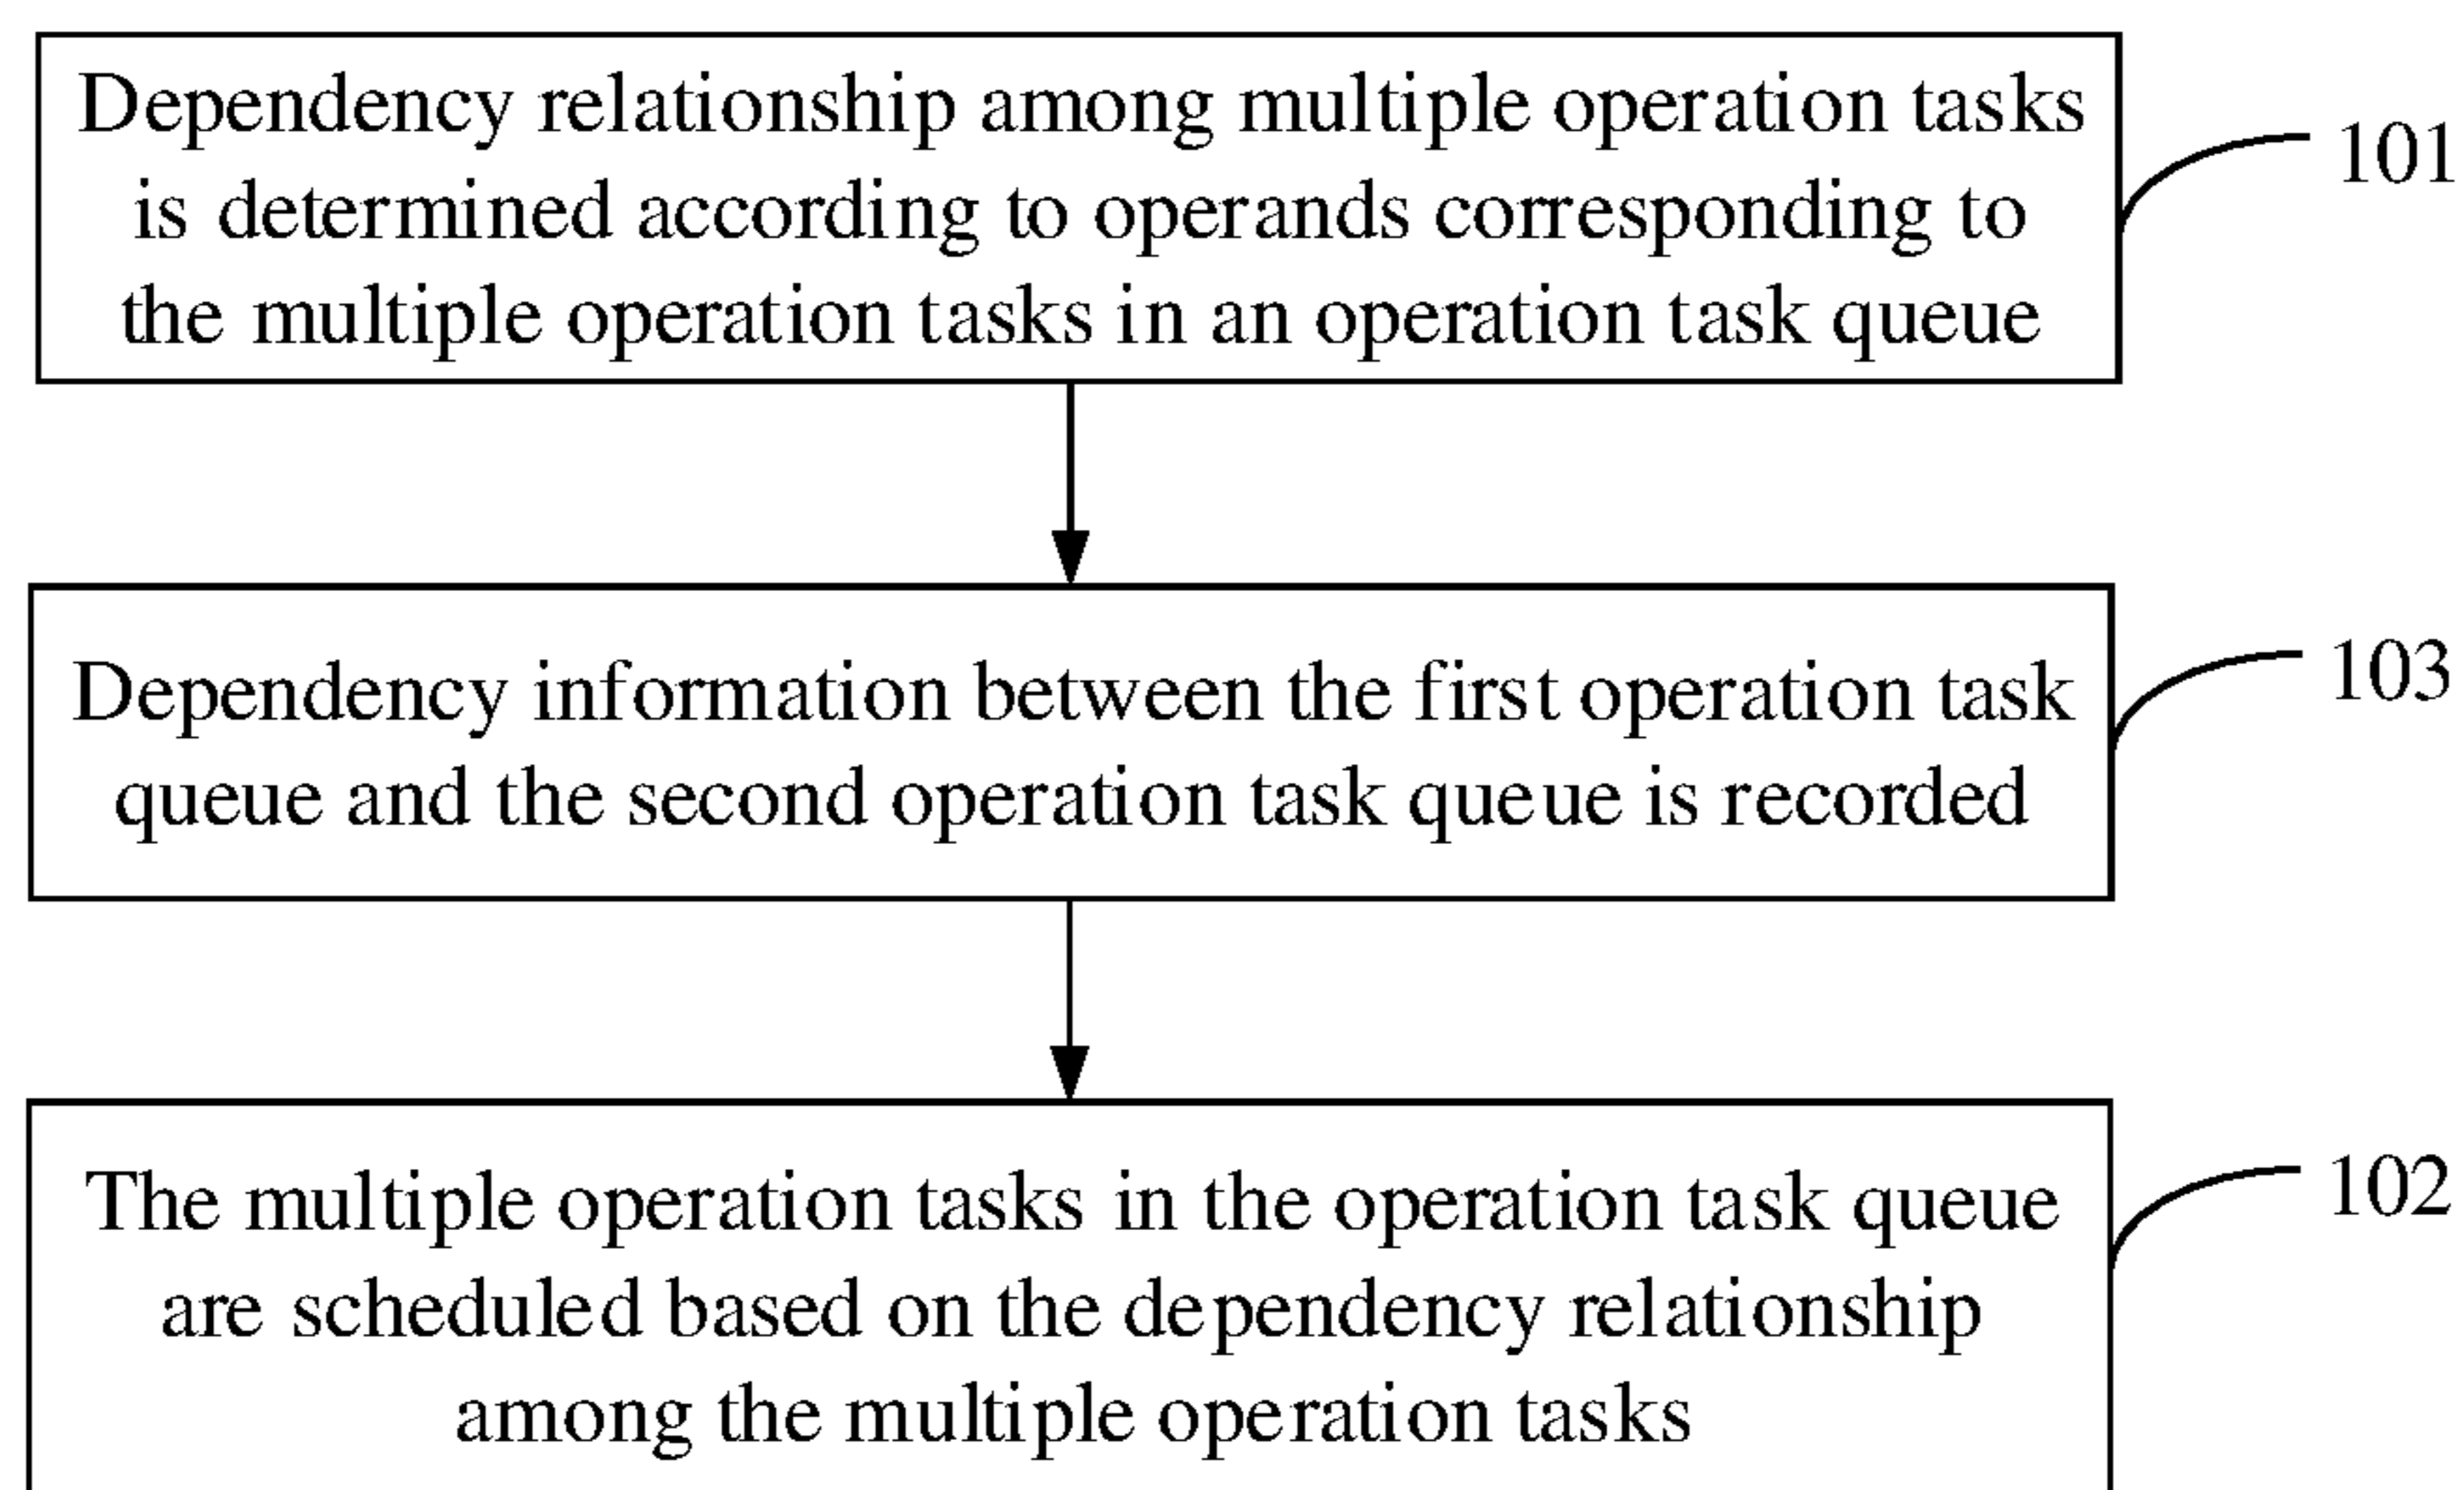 Dependency relationship among multiple operation tasks
is determined according to operands corresponding to
the multiple operation tasks in an operation task queue
101
Dependency information between the first operation task
queue and the second operation task queue is recorded
103
The multiple operation tasks in the operation task queue
are scheduled based on the dependency relationship
among the multiple operation tasks
102